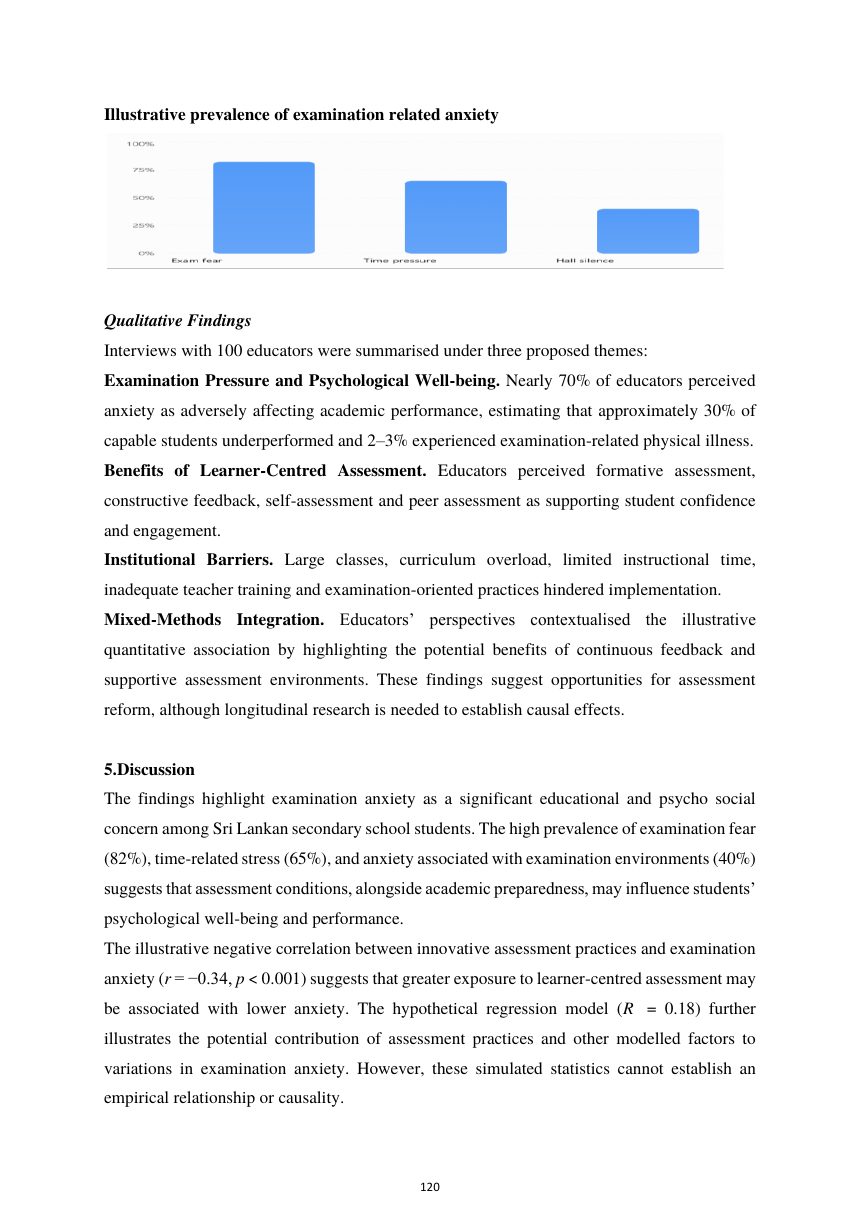 Illustrative prevalence of examination related anxiety
100%
75%
50%
25%
0%
Exam fear
Time pressure
Hall silence
Qualitative Findings
Interviews with 100 educators were summarised under three proposed themes:
Examination Pressure and Psychological Well-being. Nearly 70% of educators perceived
anxiety as adversely affecting academic performance, estimating that approximately 30% of
capable students underperformed and 2–3% experienced examination-related physical illness.
Benefits of Learner-Centred Assessment. Educators perceived formative assessment,
constructive feedback, self-assessment and peer assessment as supporting student confidence
and engagement.
Institutional Barriers. Large classes, curriculum overload, limited instructional time,
inadequate teacher training and examination-oriented practices hindered implementation.
Mixed-Methods Integration. Educators’ perspectives contextualised the illustrative
quantitative association by highlighting the potential benefits of continuous feedback and
supportive assessment environments. These findings suggest opportunities for assessment
reform, although longitudinal research is needed to establish causal effects.
5.Discussion
The findings highlight examination anxiety as a significant educational and psycho social
concern among Sri Lankan secondary school students. The high prevalence of examination fear
(82%), time-related stress (65%), and anxiety associated with examination environments (40%)
suggests that assessment conditions, alongside academic preparedness, may influence students’
psychological well-being and performance.
The illustrative negative correlation between innovative assessment practices and examination
anxiety (r = −0.34, p < 0.001) suggests that greater exposure to learner-centred assessment may
be associated with lower anxiety. The hypothetical regression model (R = 0.18) further
illustrates the potential contribution of assessment practices and other modelled factors to
variations in examination anxiety. However, these simulated statistics cannot establish an
empirical relationship or causality.
120